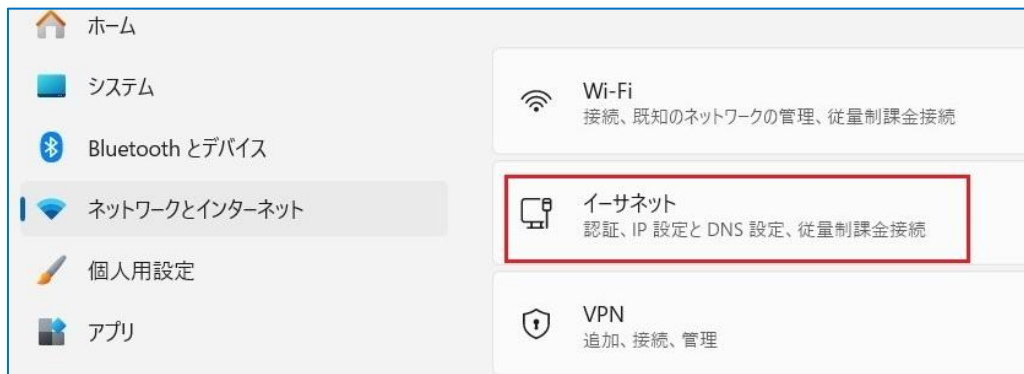 ホーム
システム
Bluetooth とデバイス
ネットワークとインターネット
個人用設定
アプリ
Wi-Fi
接続、既知のネットワークの管理、従量制課金接続
イーサネット
認証、IP 設定と DNS 設定、従量制課金接続
VPN
追加、接続、管理